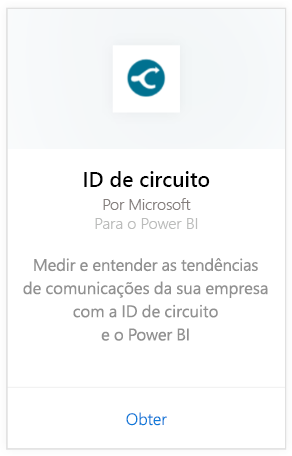 ID de circuito
Por Microsoft
Para o Power BI
Medir e entender as tendências
de comunicações da sua empresa
com a ID de circuito
e o Power BI
Obter